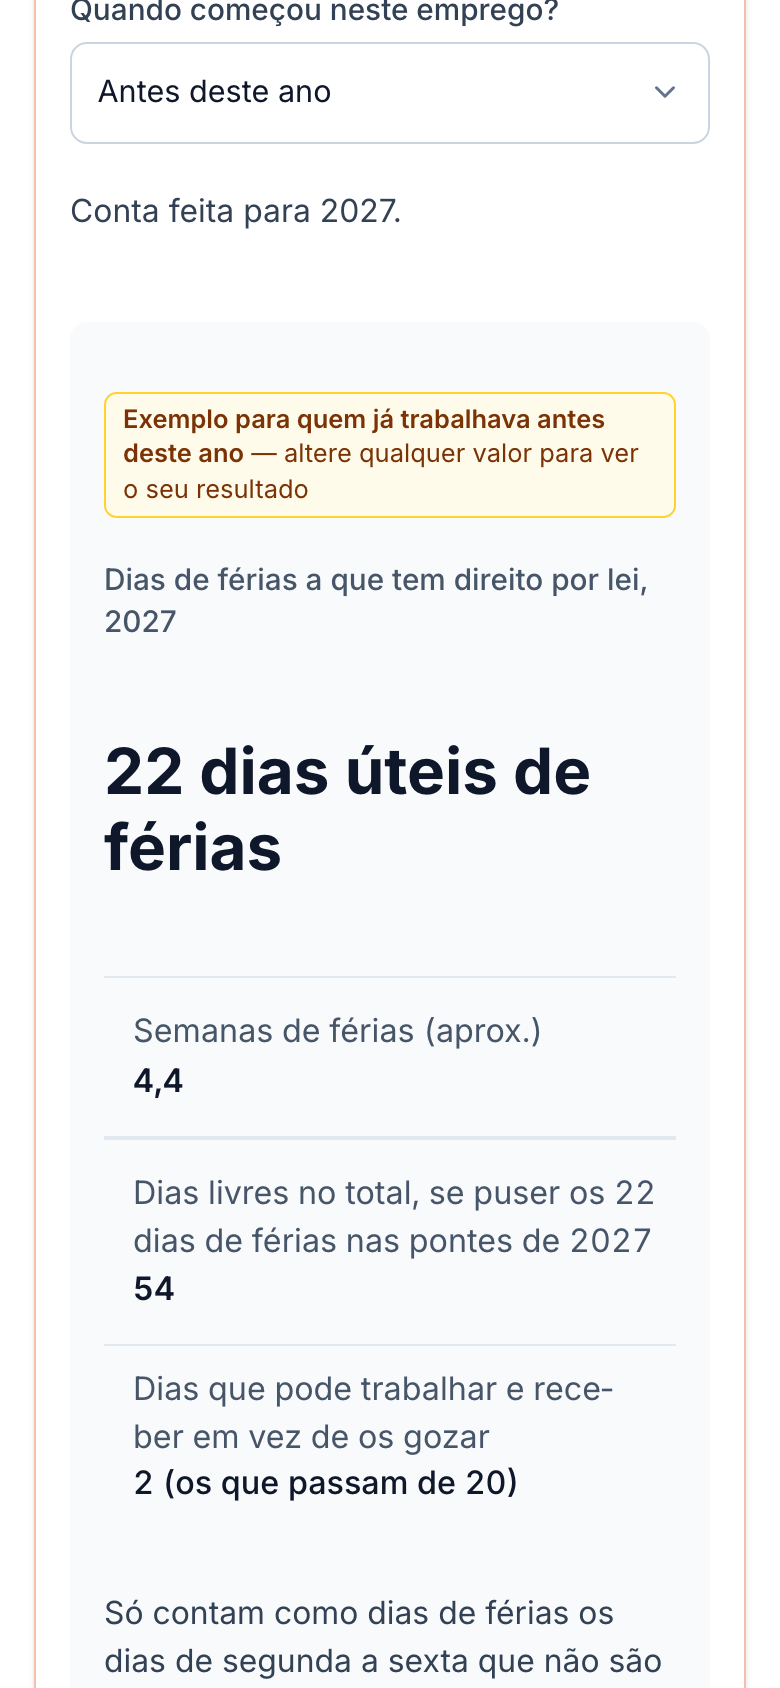 Quando começou neste emprego?
Antes deste ano
Conta feita para 2027.
Exemplo para quem já trabalhava antes
deste ano — altere qualquer valor para ver
o seu resultado
Dias de férias a que tem direito por lei,
2027
22 dias úteis de
férias
Semanas de férias (aprox.)
4,4
Dias livres no total, se puser os 22
dias de férias nas pontes de 2027
54
Dias que pode trabalhar e rece-
ber em vez de os gozar
2 (os que passam de 20)
Só contam como dias de férias os
dias de segunda a sexta que não são